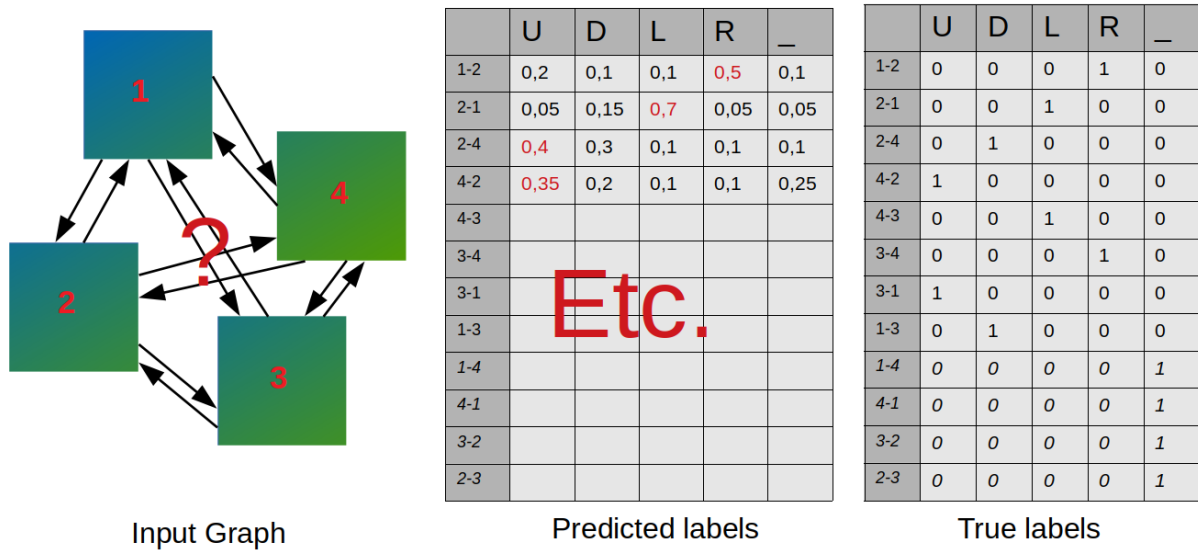 1
4
?
2
3
Input Graph
U D L R _
1-2 0,2 0,1 0,1 0,5 0,1
2-1 0,05 0,15 0,7 0,05 0,05
2-4 0,4 0,3 0,1 0,1 0,1
4-2 0,35 0,2 0,1 0,1 0,25
4-3
3-4
3-1
1-3
1-4
4-1
3-2
2-3
Etc.
Predicted labels
U D L R _
1-2 0 0 0 1 0
2-1 0 0 1 0 0
2-4 0 1 0 0 0
4-2 1 0 0 0 0
4-3 0 0 1 0 0
3-4 0 0 0 1 0
3-1 1 0 0 0 0
1-3 0 1 0 0 0
1-4 0 0 0 0 1
4-1 0 0 0 0 1
3-2 0 0 0 0 1
2-3 0 0 0 0 1
True labels